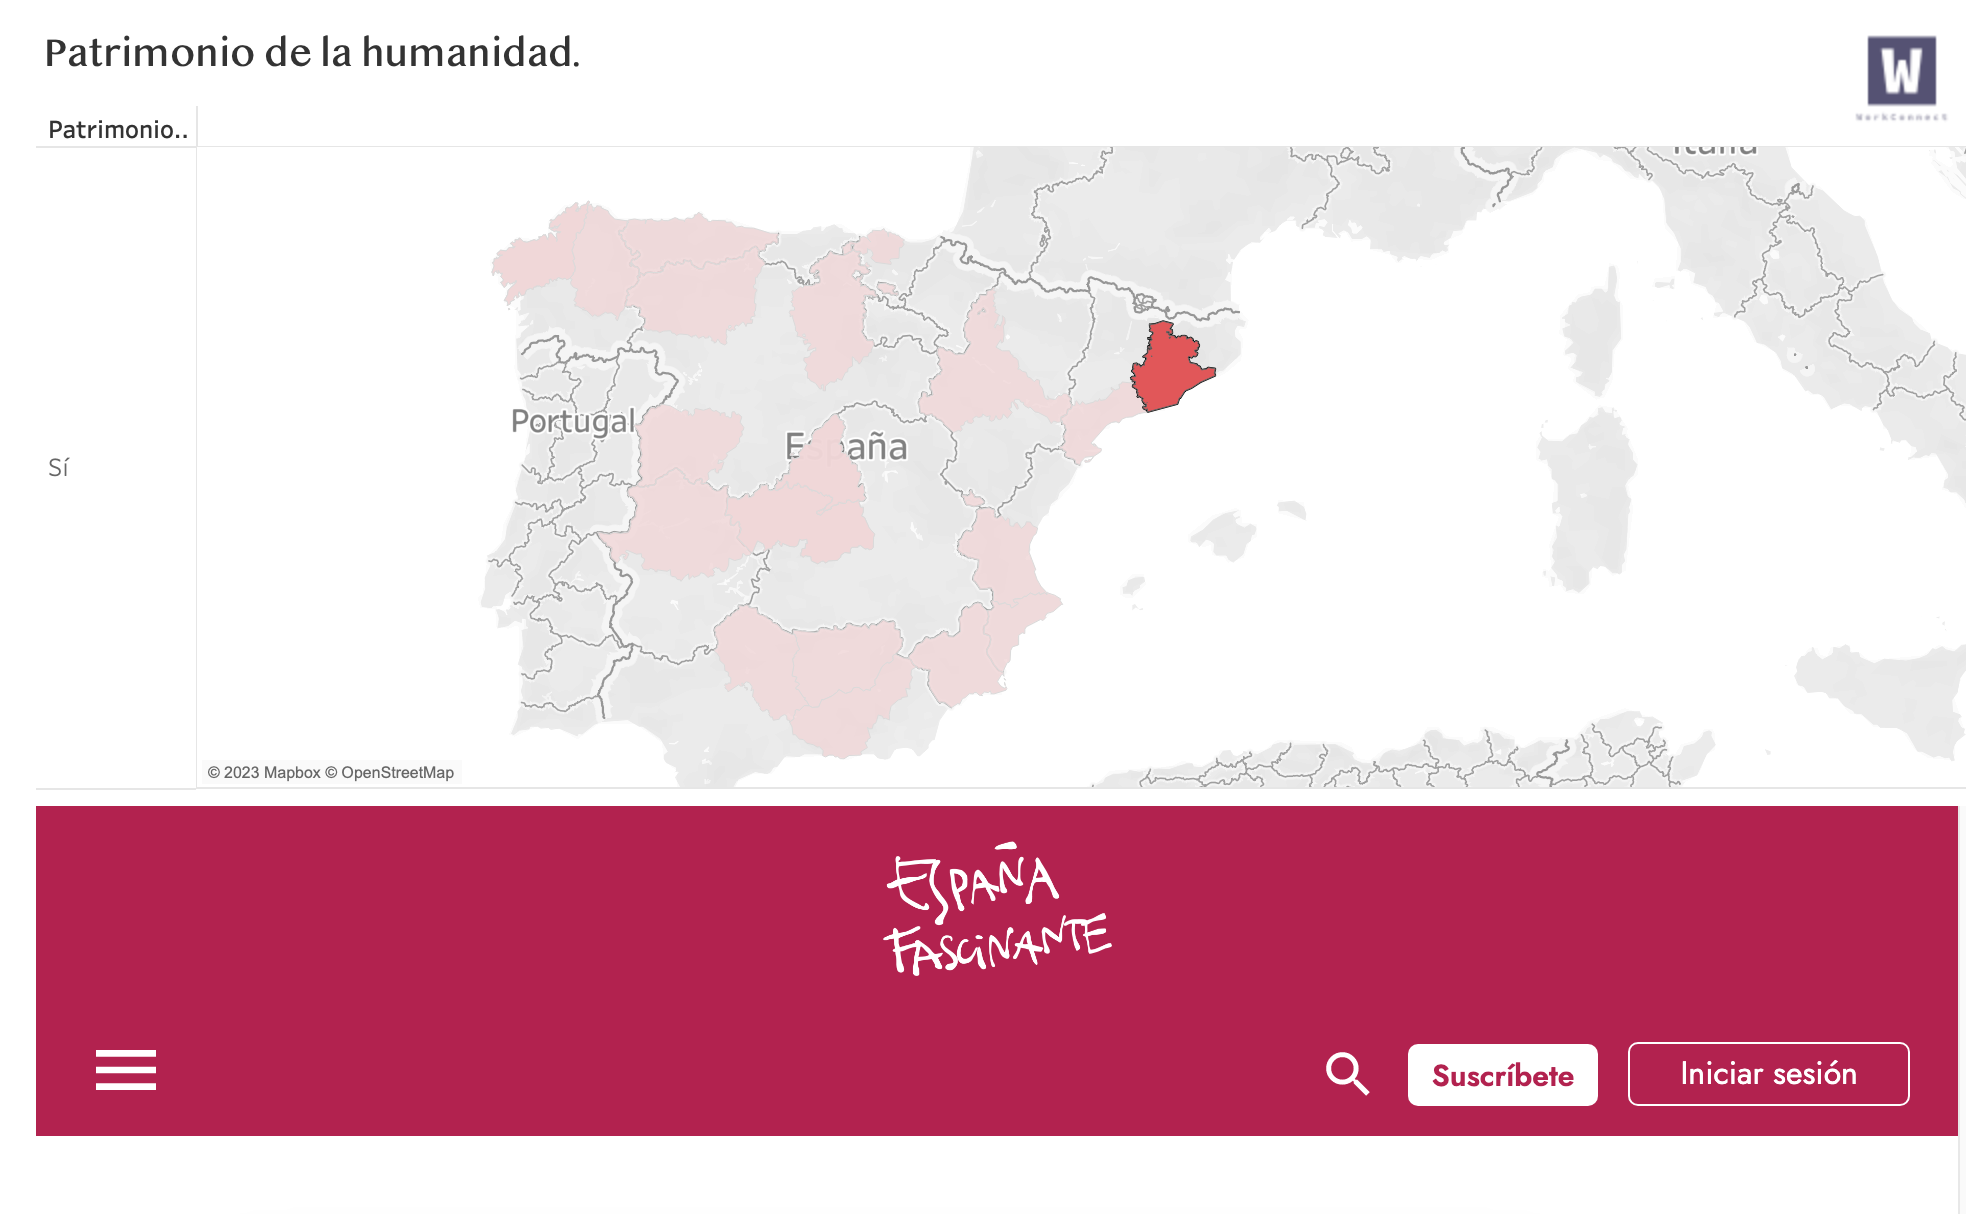 Patrimonio de la humanidad.
W
WorkConnect
Patrimonio..
Italia
Portugal
España
Sí
© 2023 Mapbox © OpenStreetMap
ESPAÑA
FASCiNANTE
Suscríbete
Iniciar sesión